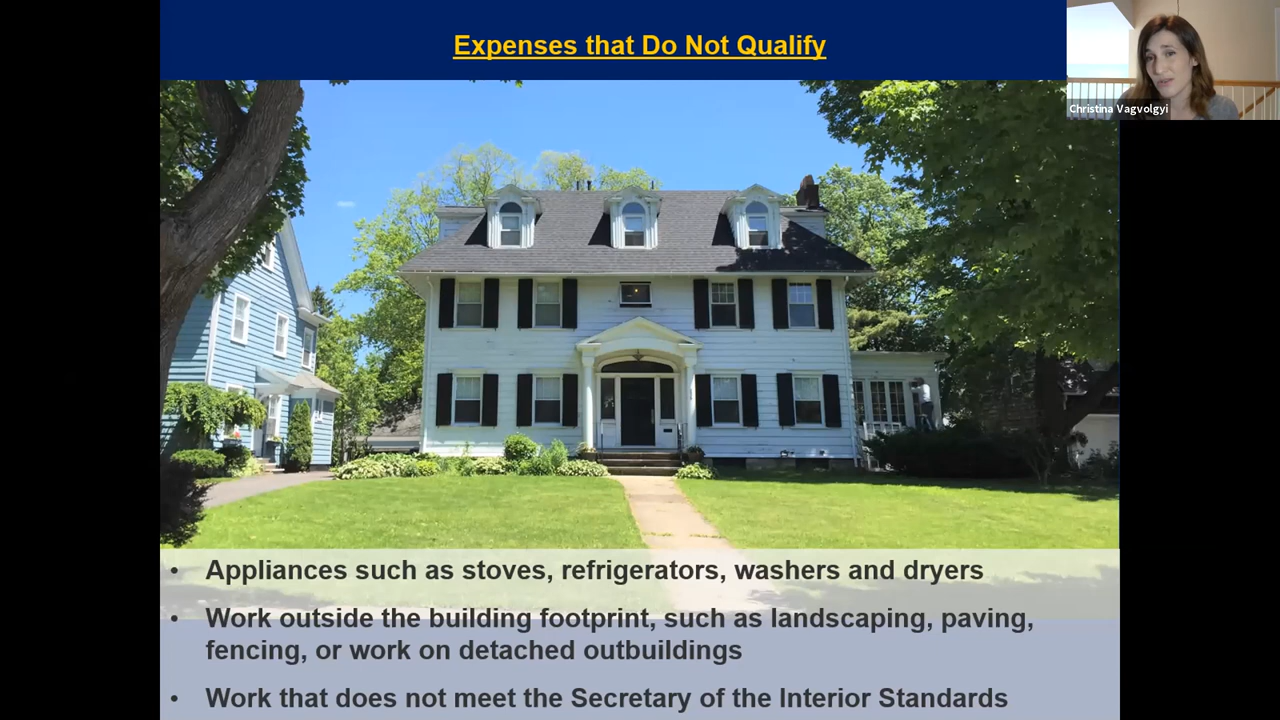 Expenses that Do Not Qualify
Christina Vagvolgyi
• Appliances such as stoves, refrigerators, washers and dryers
• Work outside the building footprint, such as landscaping, paving,
fencing, or work on detached outbuildings
• Work that does not meet the Secretary of the Interior Standards